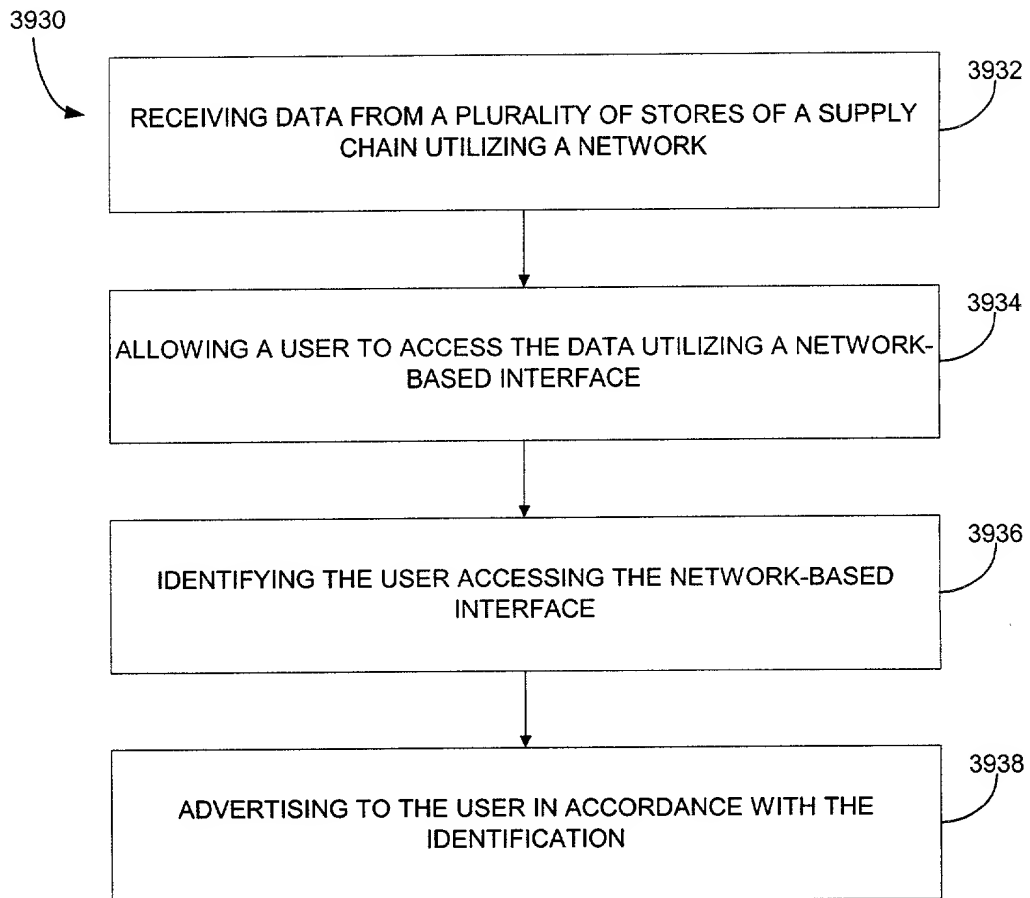 3930
3932
RECEIVING DATA FROM A PLURALITY OF STORES OF A SUPPLY
CHAIN UTILIZING A NETWORK
3934
ALLOWING A USER TO ACCESS THE DATA UTILIZING A NETWORK-
BASED INTERFACE
3936
IDENTIFYING THE USER ACCESSING THE NETWORK-BASED
INTERFACE
3938
ADVERTISING TO THE USER IN ACCORDANCE WITH THE
IDENTIFICATION